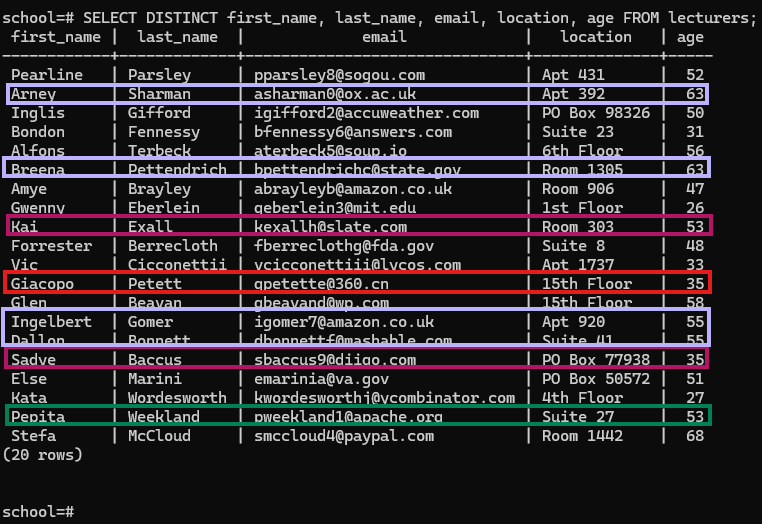 school=# SELECT DISTINCT first_name, last_name, email, location, age FROM lecturers;
 first_name |  last_name  |             email              |   location   | age
------------+-------------+--------------------------------+--------------+-----
 Pearline   | Parsley     | pparsley8@sogou.com            | Apt 431      |  52
 Arney      | Sharman     | asharman0@ox.ac.uk             | Apt 392      |  63
 Inglis     | Gifford     | igifford2@accuweather.com      | PO Box 98326 |  50
 Bondon     | Fennessy    | bfennessy6@answers.com         | Suite 23     |  31
 Alfons     | Terbeck     | aterbeck5@soup.io              | 6th Floor    |  56
 Breena     | Pettendrich | bpettendrichc@state.gov        | Room 1305    |  63
 Amye       | Brayley     | abrayleyb@amazon.co.uk         | Room 906     |  47
 Gwenny     | Eberlein    | geberlein3@mit.edu             | 1st Floor    |  26
 Kai        | Exall       | kexallh@slate.com              | Room 303     |  53
 Forrester  | Berrecloth  | fberreclothg@fda.gov           | Suite 8      |  48
 Vic        | Cicconettii | vcicconettiii@lycos.com        | Apt 1737     |  33
 Giacopo    | Petett      | gpetette@360.cn                | 15th Floor   |  35
 Glen       | Beavan      | gbeavand@wp.com                | 15th Floor   |  58
 Ingelbert  | Gomer       | igomer7@amazon.co.uk           | Apt 920      |  55
 Dallon     | Bonnett     | dbonnettf@mashable.com         | Suite 41     |  55
 Sadye      | Baccus      | sbaccus9@diigo.com             | PO Box 77938 |  35
 Else       | Marini      | emarinia@va.gov                | PO Box 50572 |  51
 Kata       | Wordesworth | kwordesworthj@ycombinator.com  | 4th Floor    |  27
 Pepita     | Weekland    | pweekland1@apache.org          | Suite 27     |  53
 Stefa      | McCloud     | smccloud4@paypal.com           | Room 1442    |  68
(20 rows)
school=#